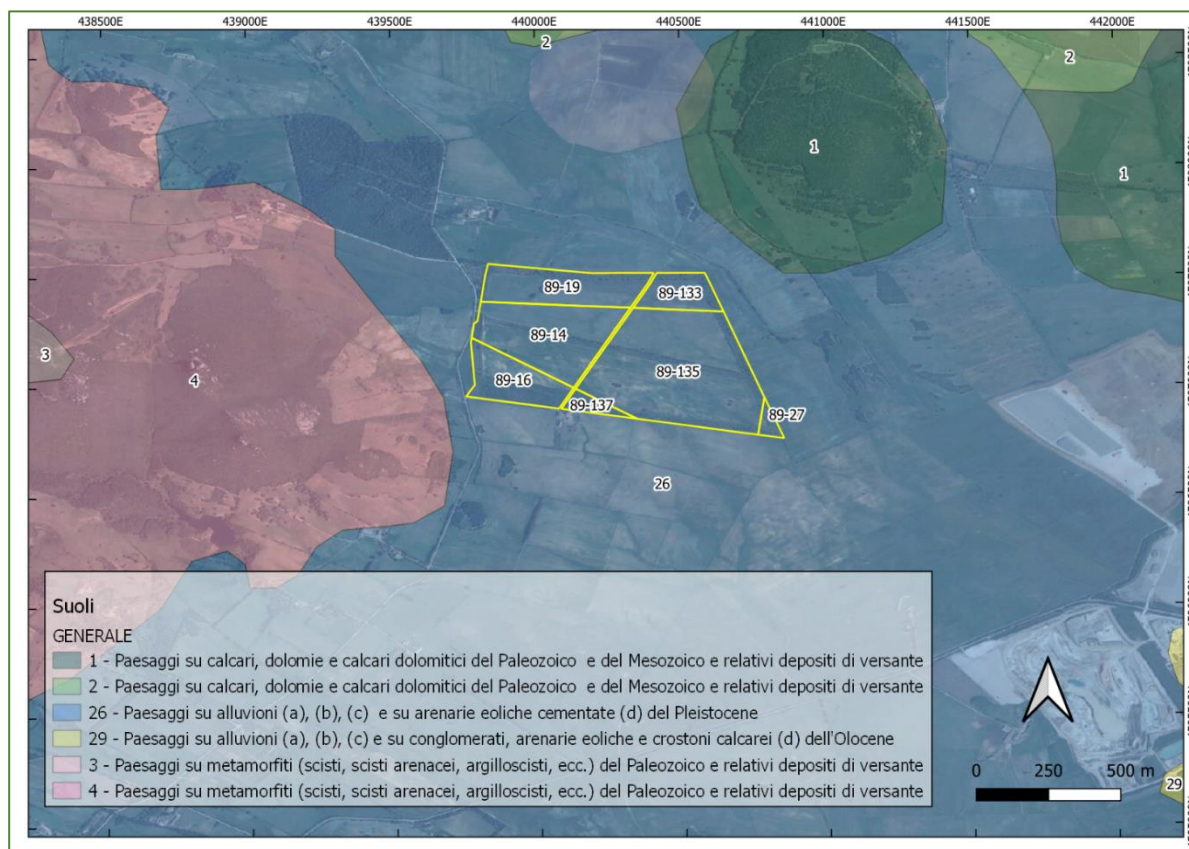 438500E 439000E 439500E 440000E 440500E 441000E 441500E 442000E
2
2
1
1
89-19
89-133
89-14
3
89-135
4
89-16
89-137
89-27
26
Suoli
GENERALE
1 - Paesaggi su calcari, dolomie e calcari dolomitici del Paleozoico e del Mesozoico e relativi depositi di versante
2 - Paesaggi su calcari, dolomie e calcari dolomitici del Paleozoico e del Mesozoico e relativi depositi di versante
26 - Paesaggi su alluvioni (a), (b), (c) e su arenarie eoliche cementate (d) del Pleistocene
29 - Paesaggi su alluvioni (a), (b), (c) e su conglomerati, arenarie eoliche e crostoni calcarei (d) dell'Olocene
3 - Paesaggi su metamorfiti (scisti, scisti arenacei, argilloscisti, ecc.) del Paleozoico e relativi depositi di versante
4 - Paesaggi su metamorfiti (scisti, scisti arenacei, argilloscisti, ecc.) del Paleozoico e relativi depositi di versante
0 250 500 m
29